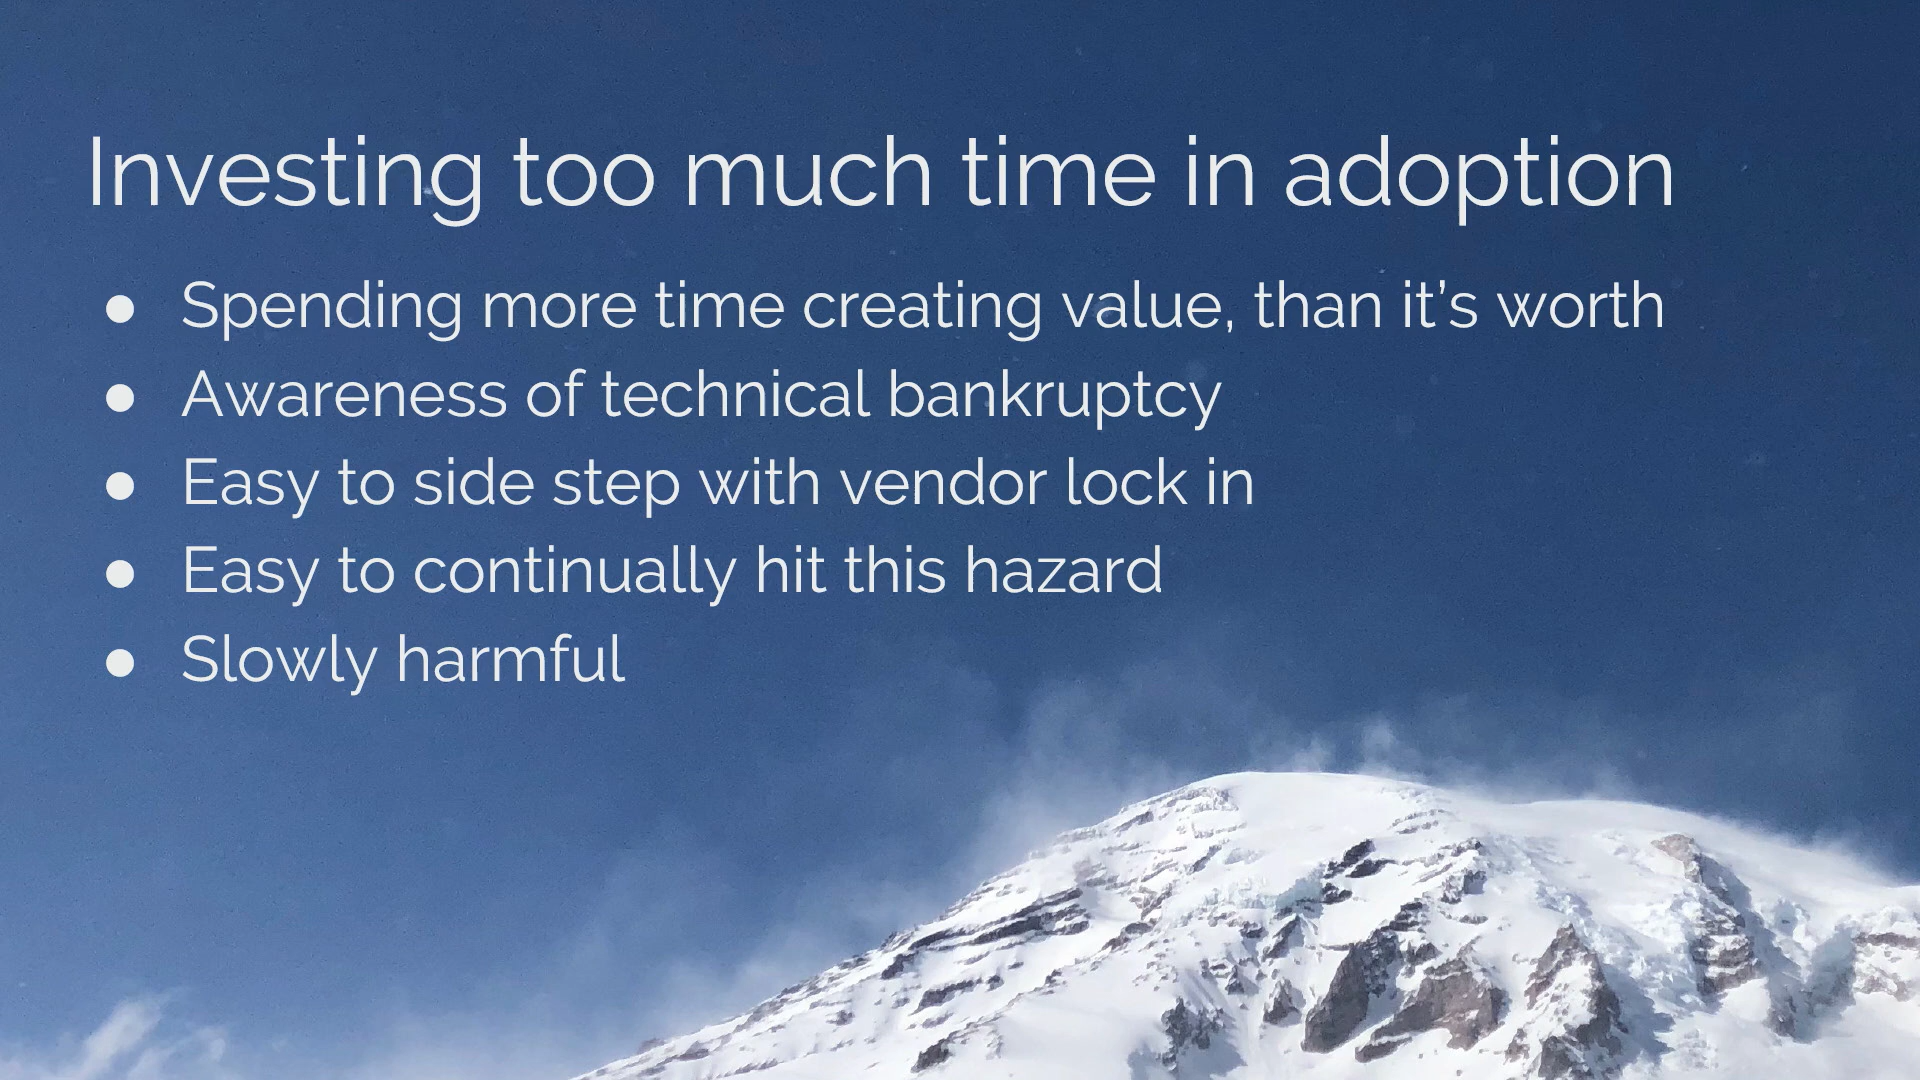 Investing too much time in adoption
● Spending more time creating value, than it’s worth
● Awareness of technical bankruptcy
● Easy to side step with vendor lock in
● Easy to continually hit this hazard
● Slowly harmful